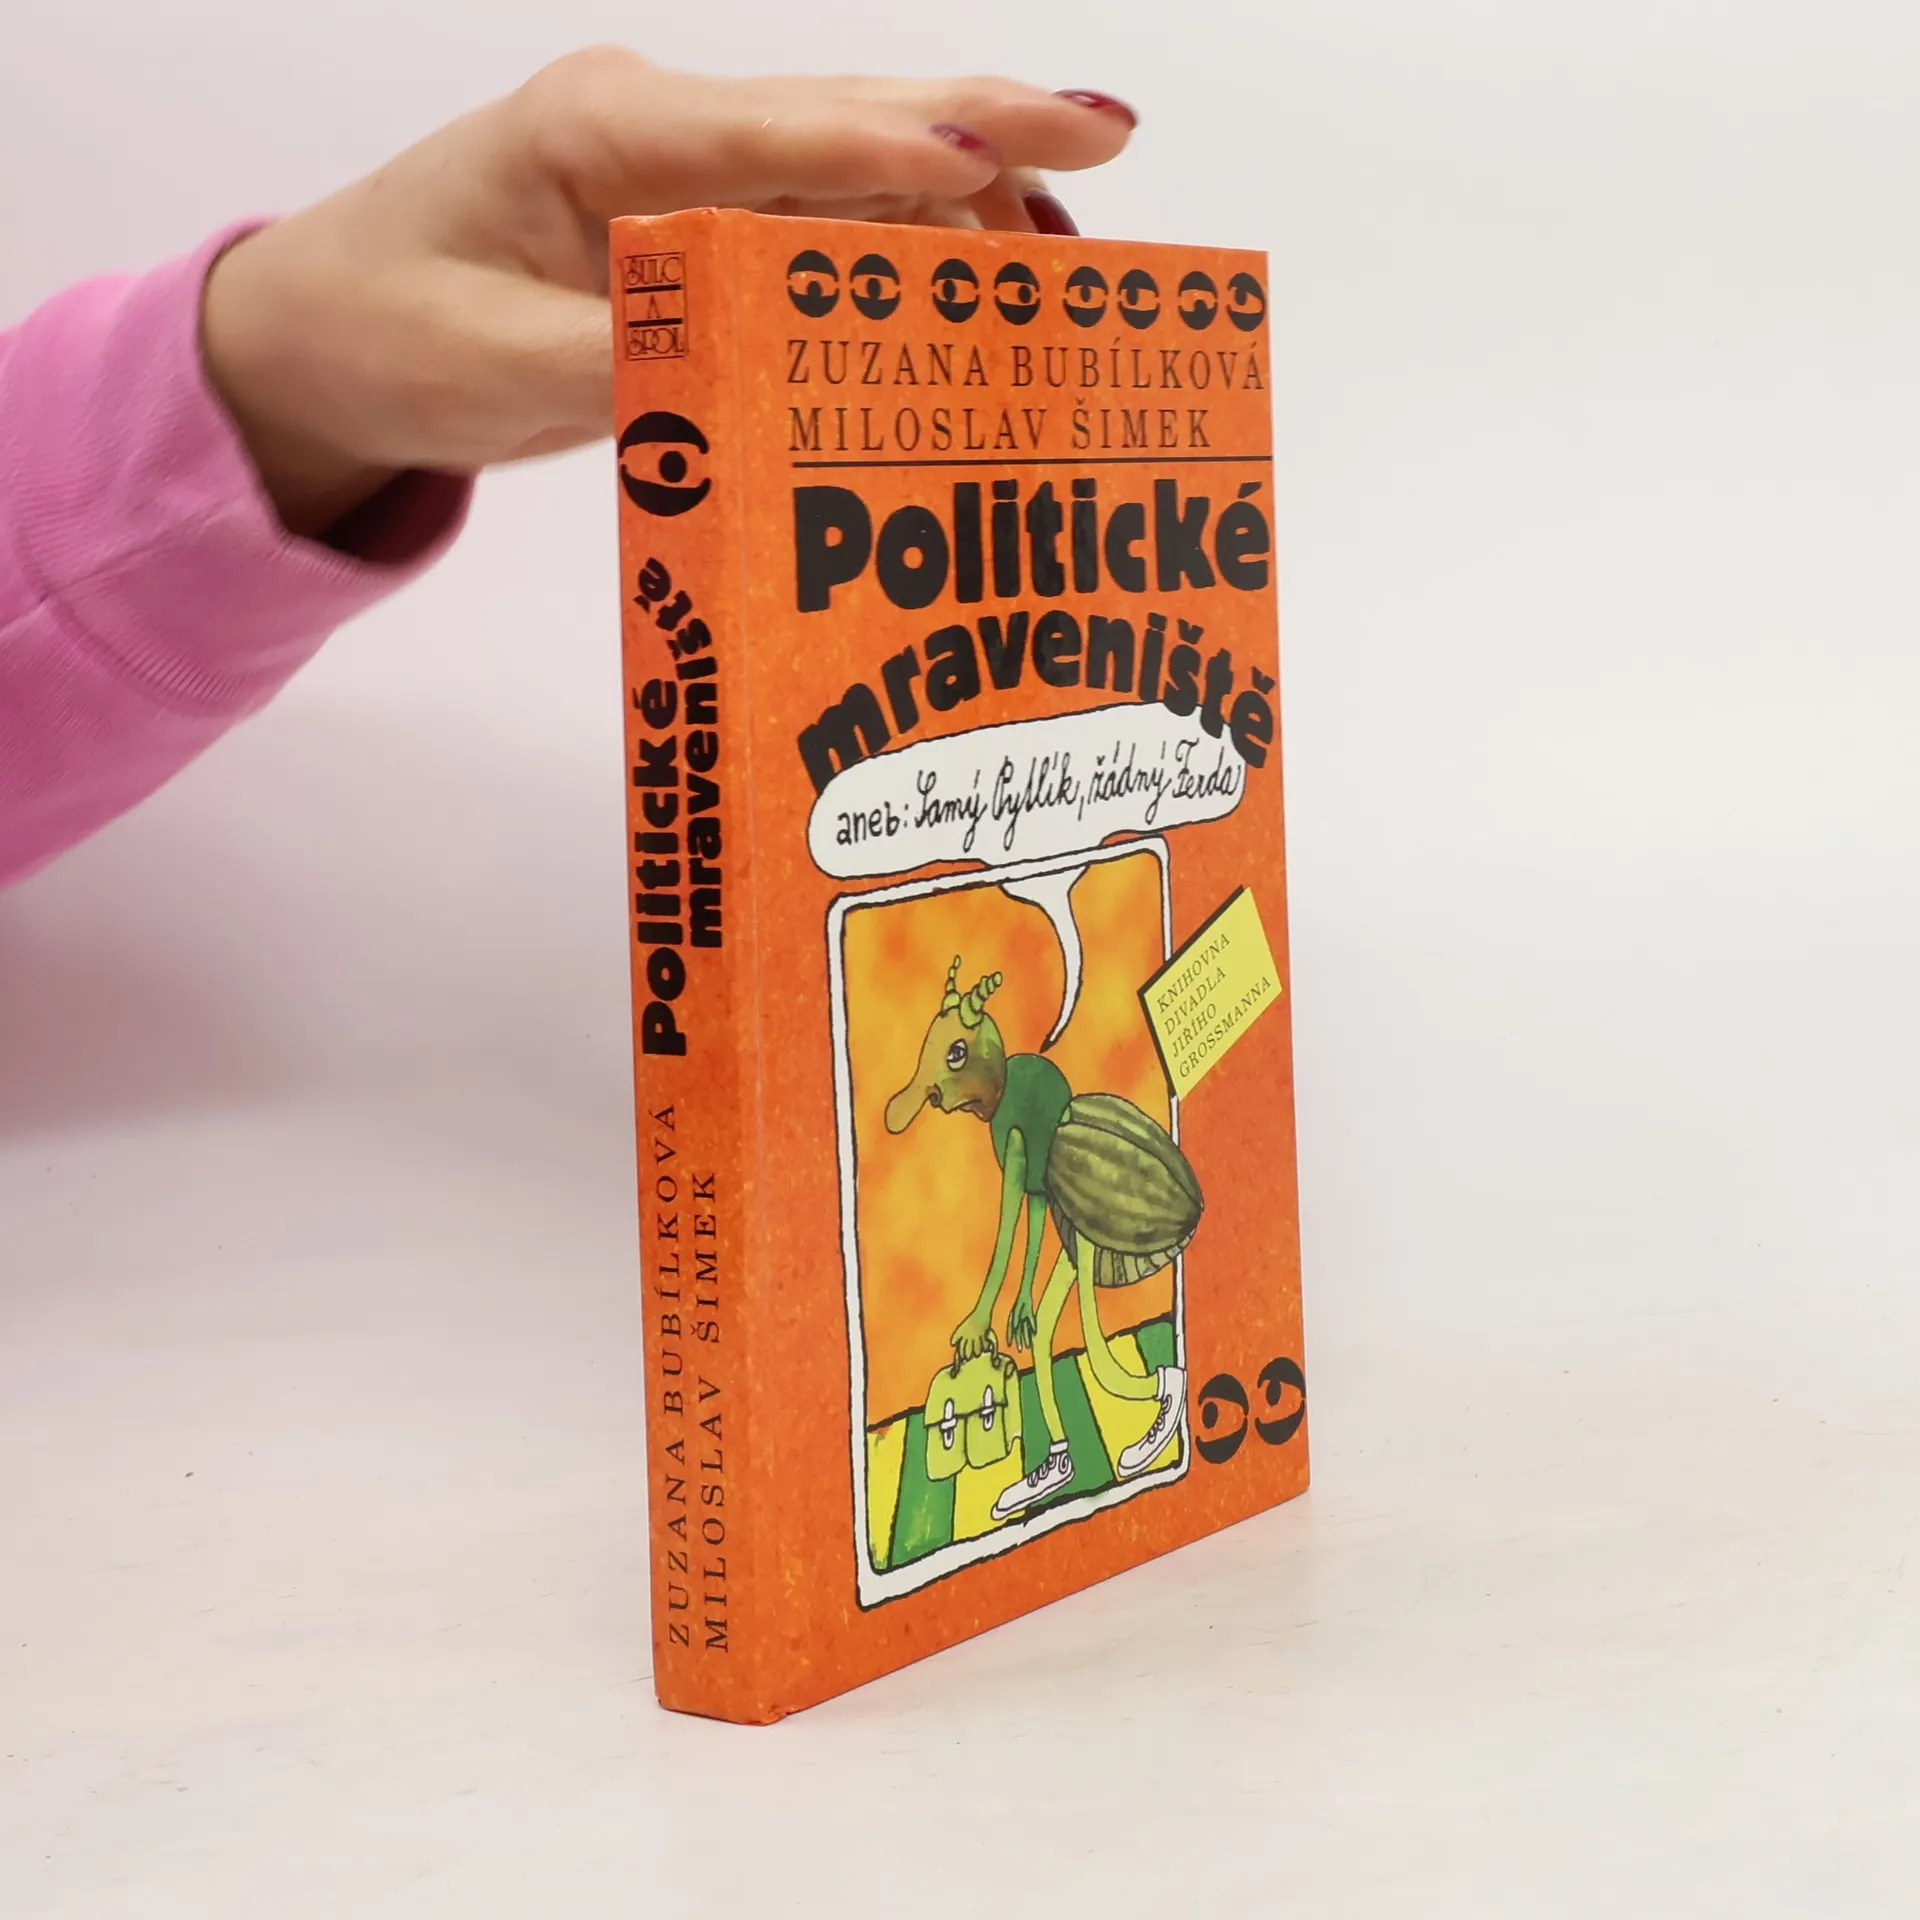 ŠULC
A
SPOL
Politické
mraveniště
ZUZANA BUBÍLKOVÁ
MILOSLAV ŠIMEK
ZUZANA BUBÍLKOVÁ
MILOSLAV ŠIMEK
Politické
mraveniště
aneb: Samý Pytlík, žádný Ferda
KNIHOVNA
DIVADLA
JIŘÍHO
GROSSMANNA